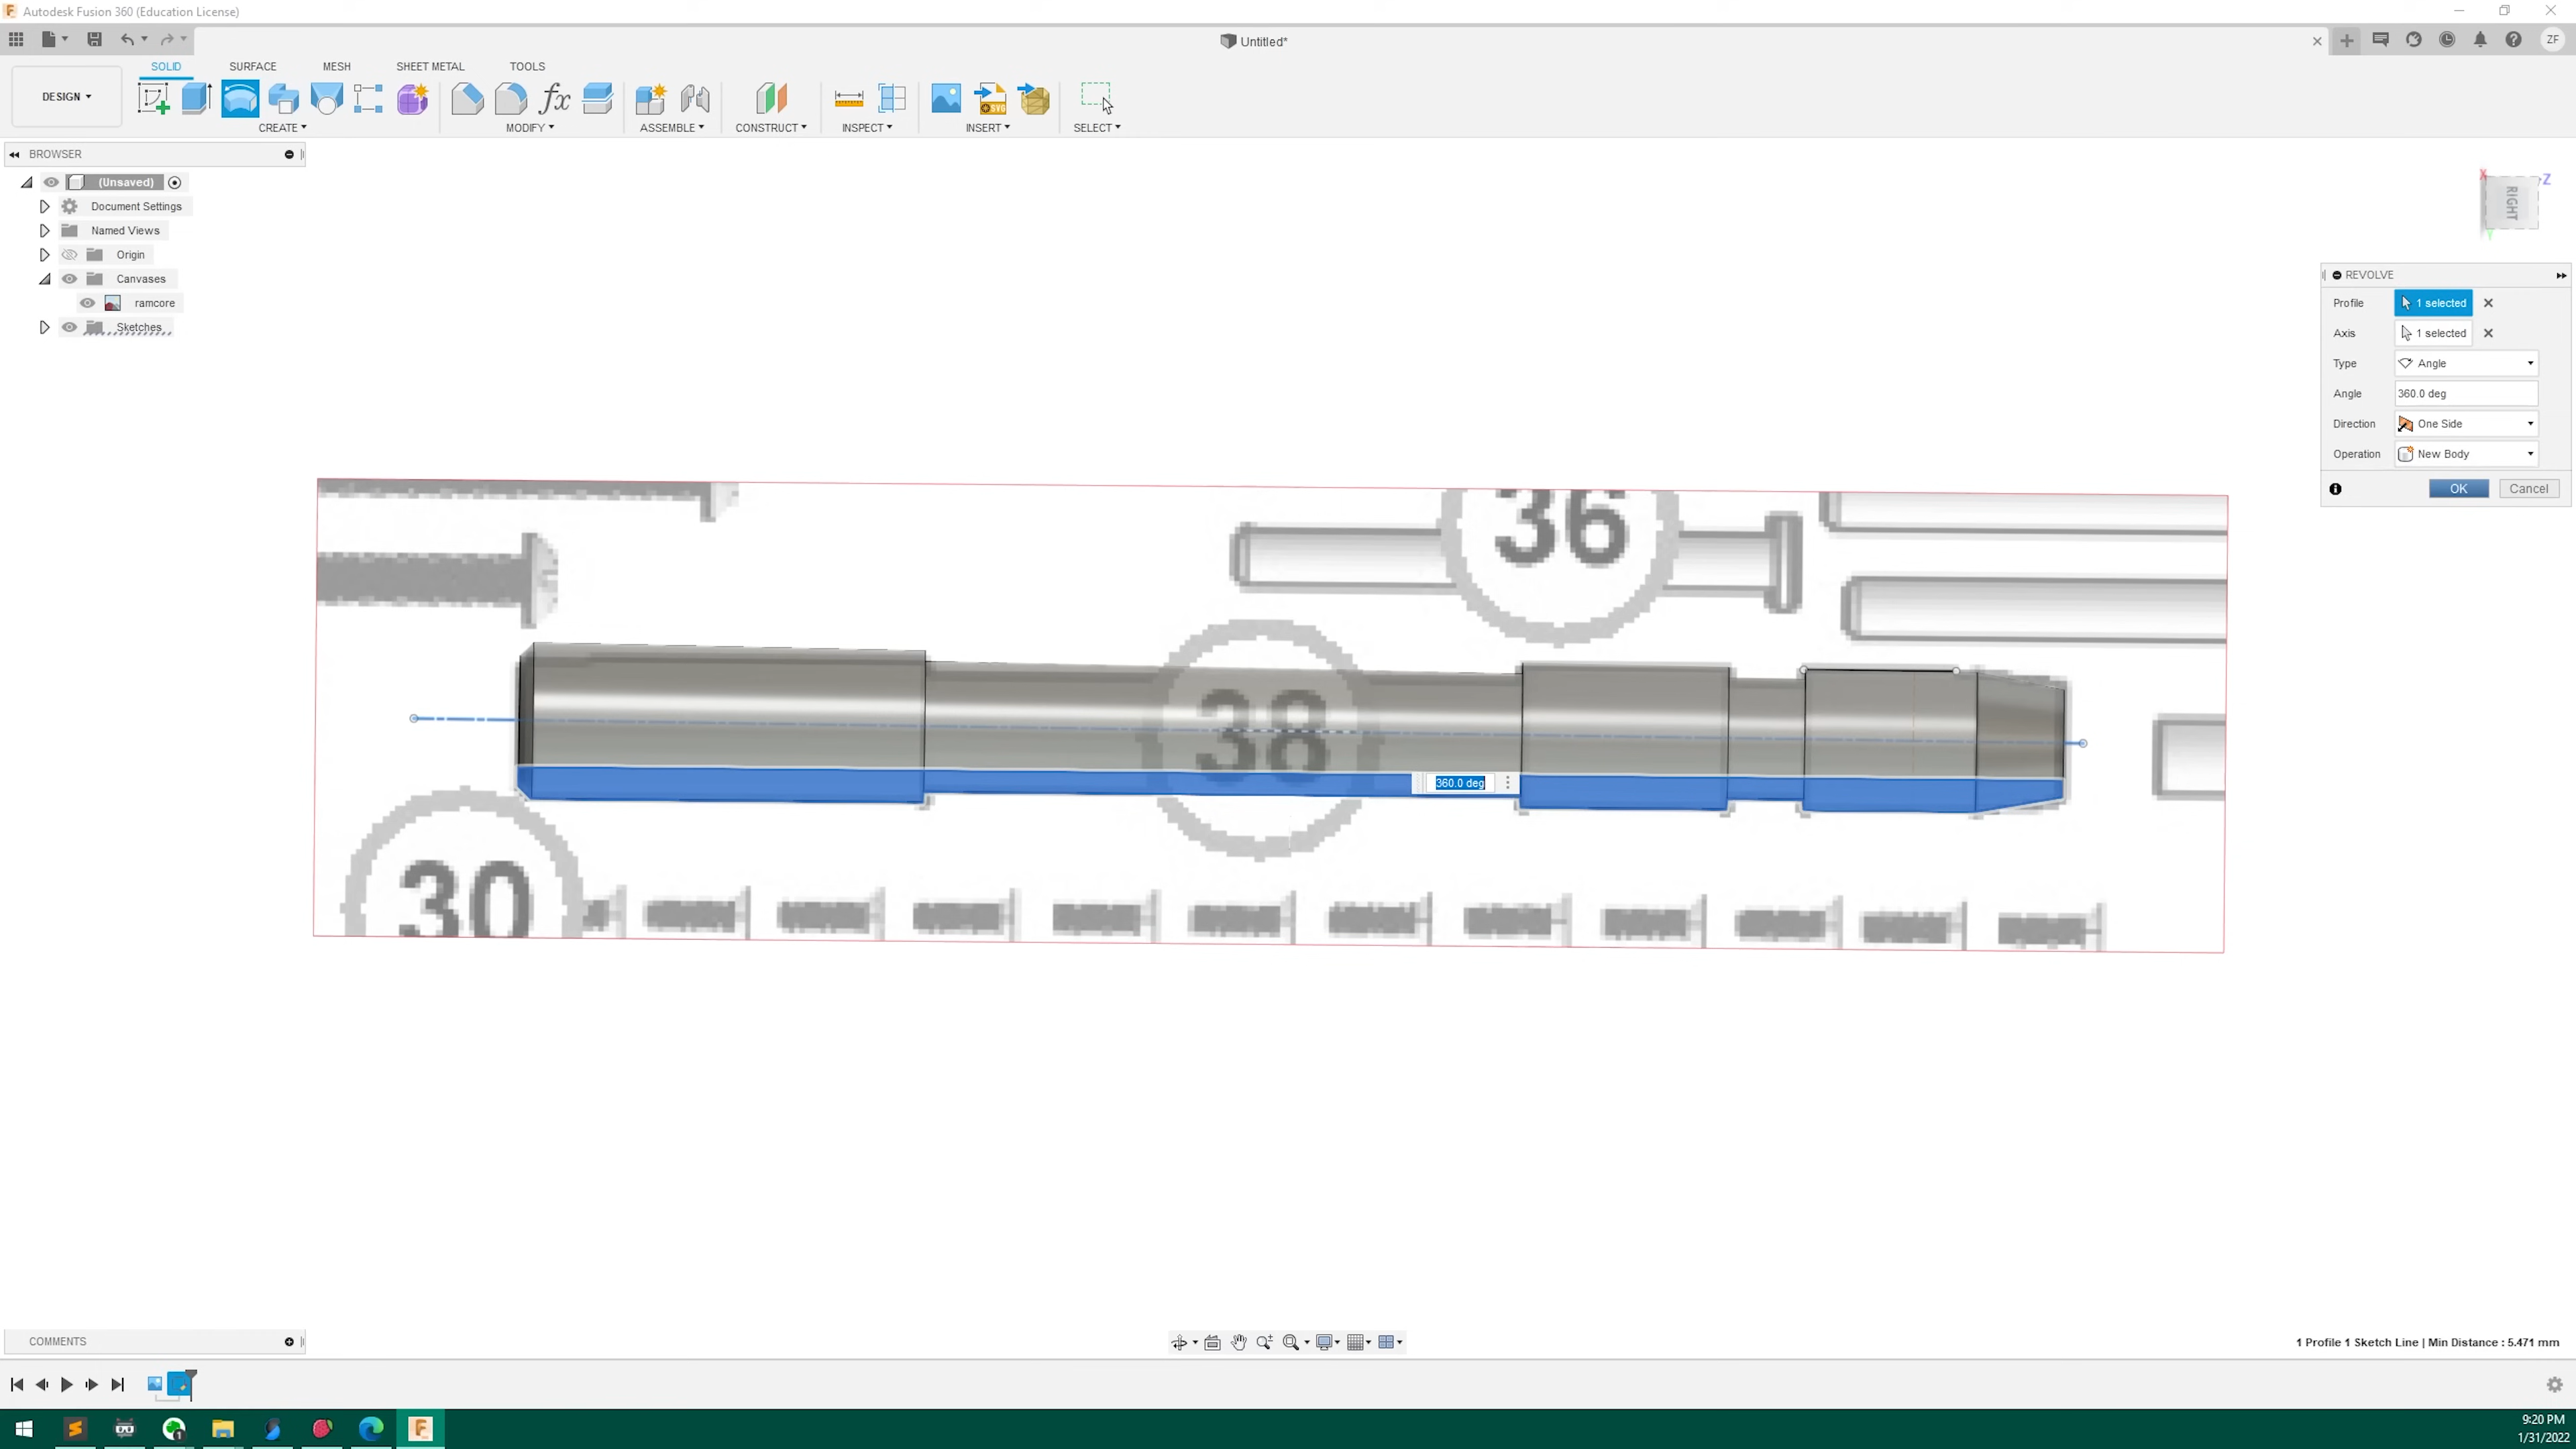 Autodesk Fusion 360 (Education License)
Untitled*
ZF
DESIGN
SOLID
SURFACE
MESH
SHEET METAL
TOOLS
fx
SVG
CREATE
MODIFY
ASSEMBLE
CONSTRUCT
INSPECT
INSERT
SELECT
BROWSER
(Unsaved)
Document Settings
Named Views
Origin
Canvases
ramcore
Sketches
X
Z
RIGHT
Y
REVOLVE
Profile 1 selected
Axis 1 selected
Type Angle
Angle 360.0 deg
Direction One Side
Operation New Body
OK Cancel
36
38
360.0 deg
30
COMMENTS
1 Profile 1 Sketch Line | Min Distance : 5.471 mm
9:20 PM
1/31/2022